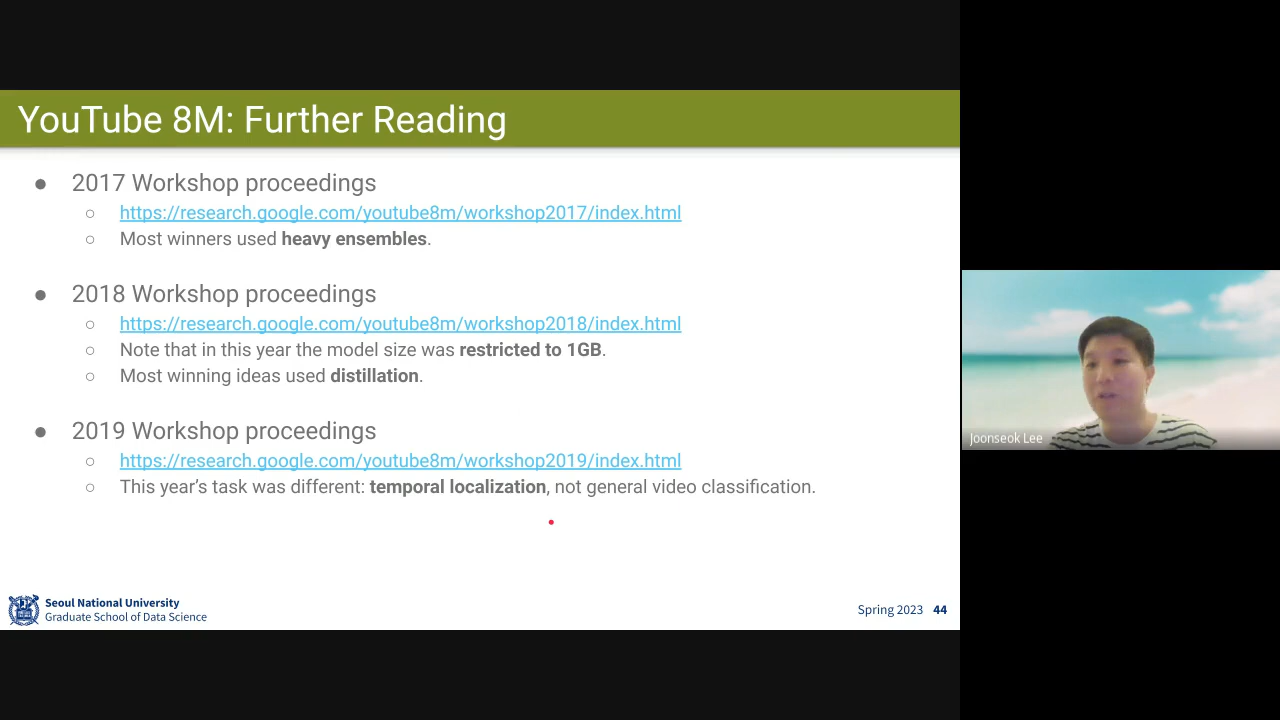 YouTube 8M: Further Reading
● 2017 Workshop proceedings
○ https://research.google.com/youtube8m/workshop2017/index.html
○ Most winners used heavy ensembles.
● 2018 Workshop proceedings
○ https://research.google.com/youtube8m/workshop2018/index.html
○ Note that in this year the model size was restricted to 1GB.
○ Most winning ideas used distillation.
● 2019 Workshop proceedings
○ https://research.google.com/youtube8m/workshop2019/index.html
○ This year's task was different: temporal localization, not general video classification.
Joonseok Lee
Seoul National University
Graduate School of Data Science
Spring 2023 44